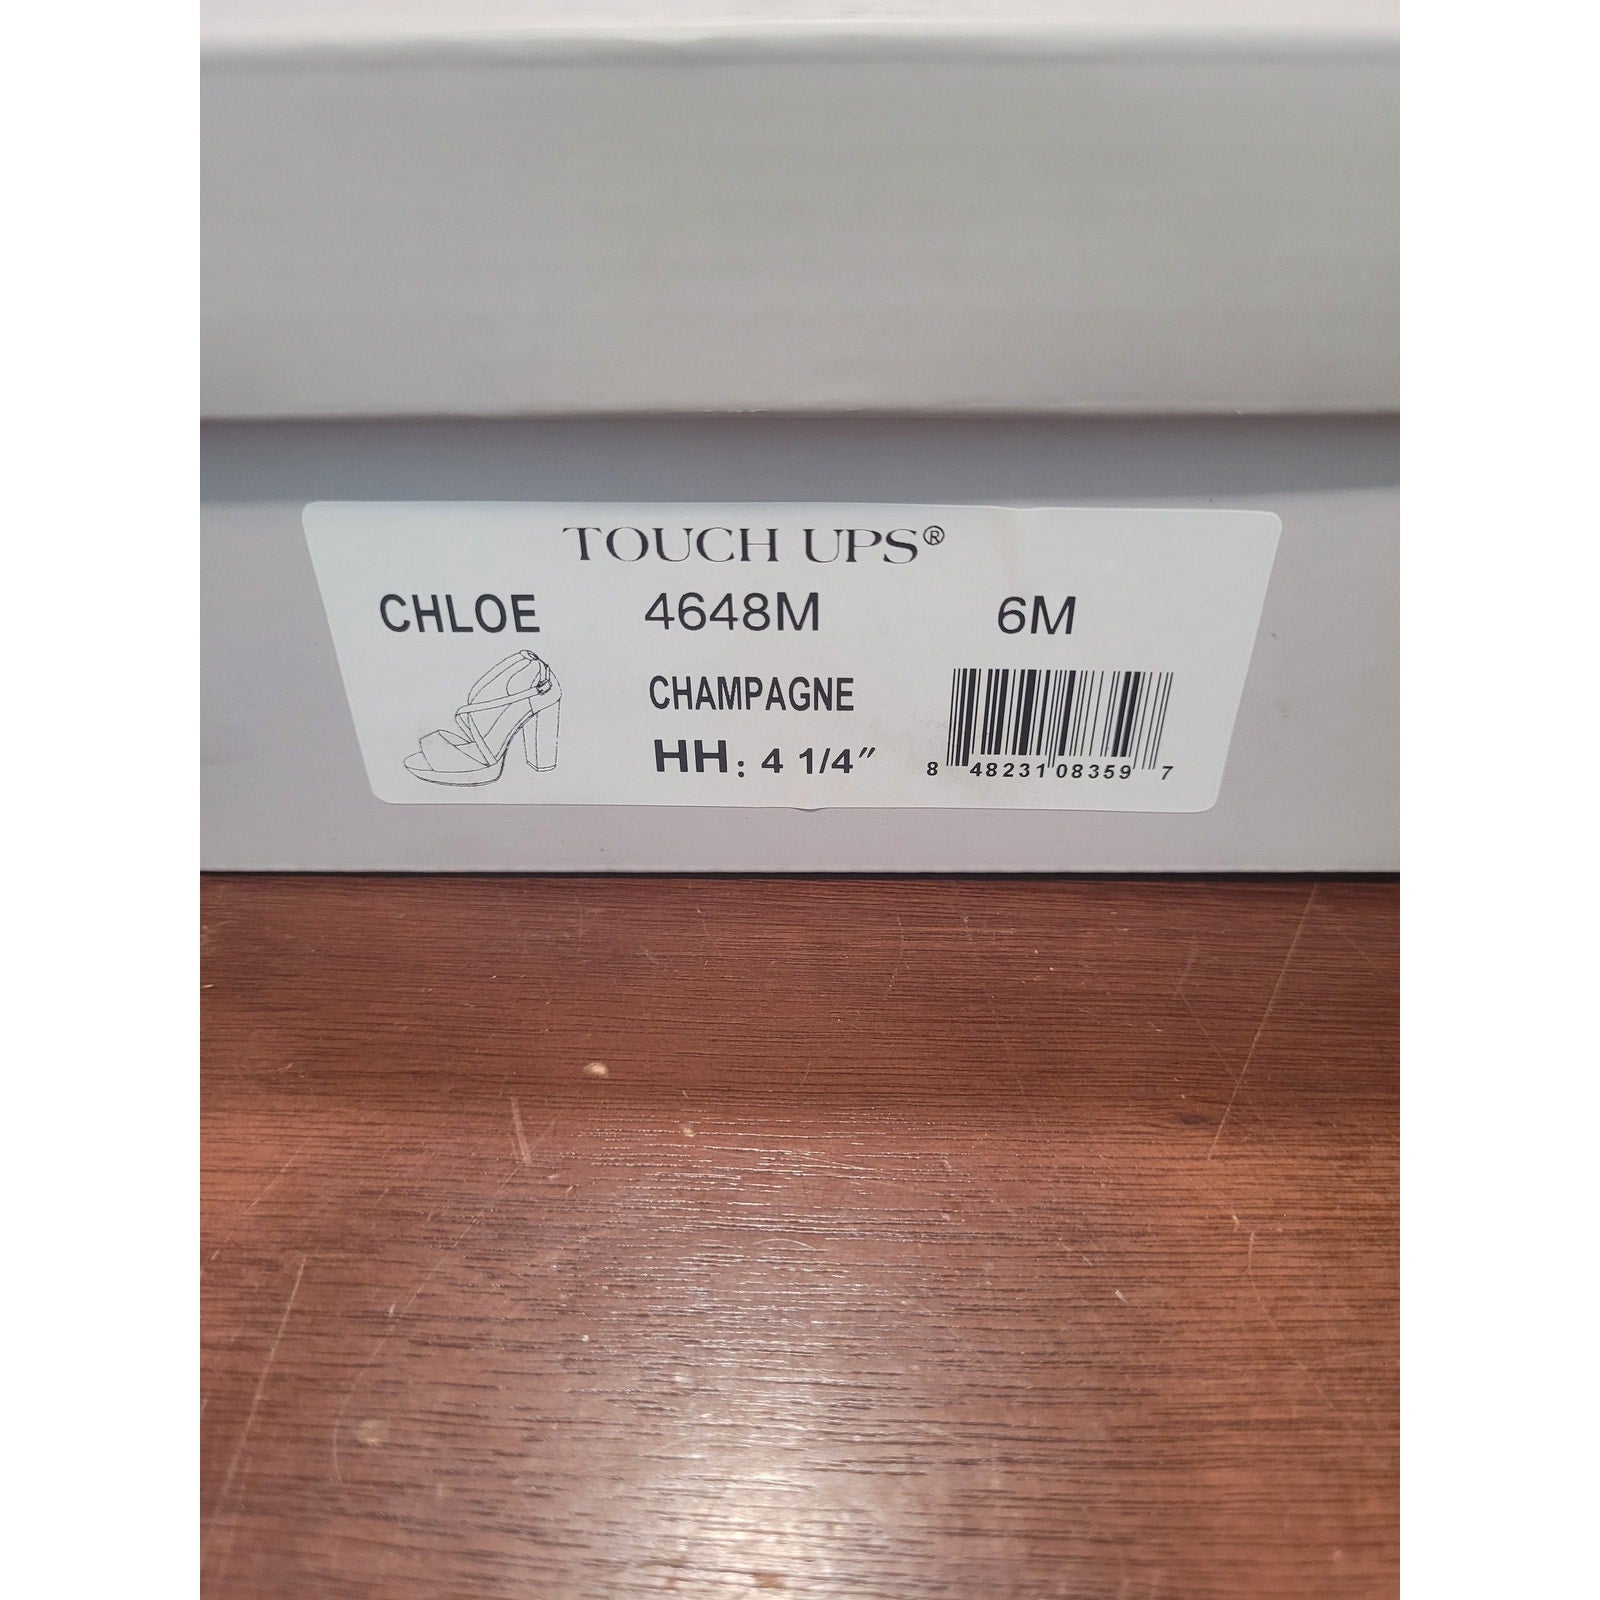 TOUCH UPS®
CHLOE 4648M 6M
CHAMPAGNE
HH: 4 1/4"
8 48231 08359 7